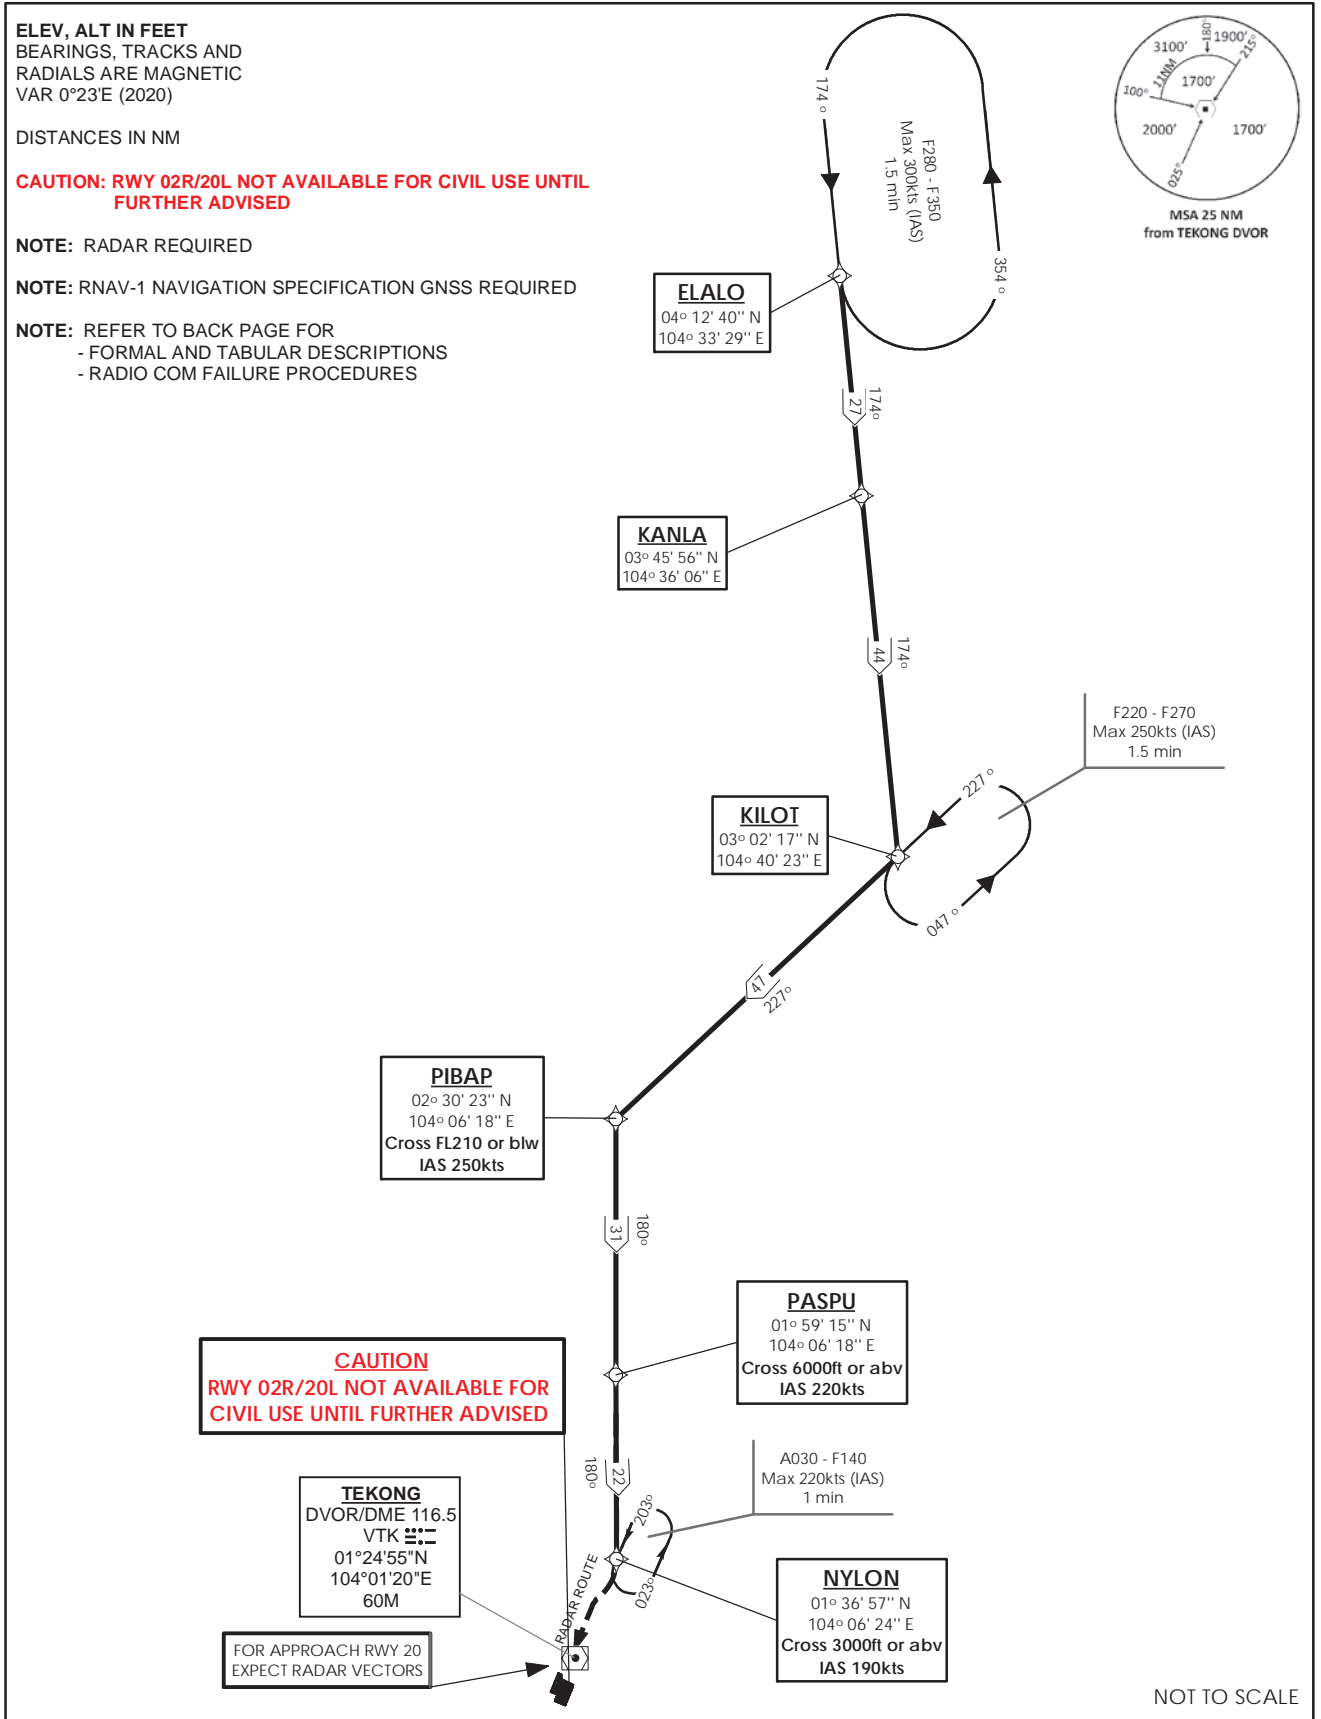 ELEV, ALT IN FEET
BEARINGS, TRACKS AND
RADIALS ARE MAGNETIC
VAR 0°23'E (2020)
DISTANCES IN NM
CAUTION: RWY 02R/20L NOT AVAILABLE FOR CIVIL USE UNTIL
FURTHER ADVISED
NOTE: RADAR REQUIRED
NOTE: RNAV-1 NAVIGATION SPECIFICATION GNSS REQUIRED
NOTE: REFER TO BACK PAGE FOR
- FORMAL AND TABULAR DESCRIPTIONS
- RADIO COM FAILURE PROCEDURES
3100'
180°
1900'
215°
11NM
1700'
100°
2000'
1700'
025°
MSA 25 NM
from TEKONG DVOR
174°
F280 - F350
Max 300kts (IAS)
1.5 min
354°
ELALO
04° 12' 40'' N
104° 33' 29'' E
27
174°
KANLA
03° 45' 56'' N
104° 36' 06'' E
44
174°
F220 - F270
Max 250kts (IAS)
1.5 min
227°
047°
KILOT
03° 02' 17'' N
104° 40' 23'' E
47
227°
PIBAP
02° 30' 23'' N
104° 06' 18'' E
Cross FL210 or blw
IAS 250kts
31
180°
PASPU
01° 59' 15'' N
104° 06' 18'' E
Cross 6000ft or abv
IAS 220kts
CAUTION
RWY 02R/20L NOT AVAILABLE FOR
CIVIL USE UNTIL FURTHER ADVISED
22
180°
A030 - F140
Max 220kts (IAS)
1 min
203°
023°
TEKONG
DVOR/DME 116.5
VTK
01°24'55"N
104°01'20"E
60M
RADAR ROUTE
NYLON
01° 36' 57'' N
104° 06' 24'' E
Cross 3000ft or abv
IAS 190kts
FOR APPROACH RWY 20
EXPECT RADAR VECTORS
NOT TO SCALE